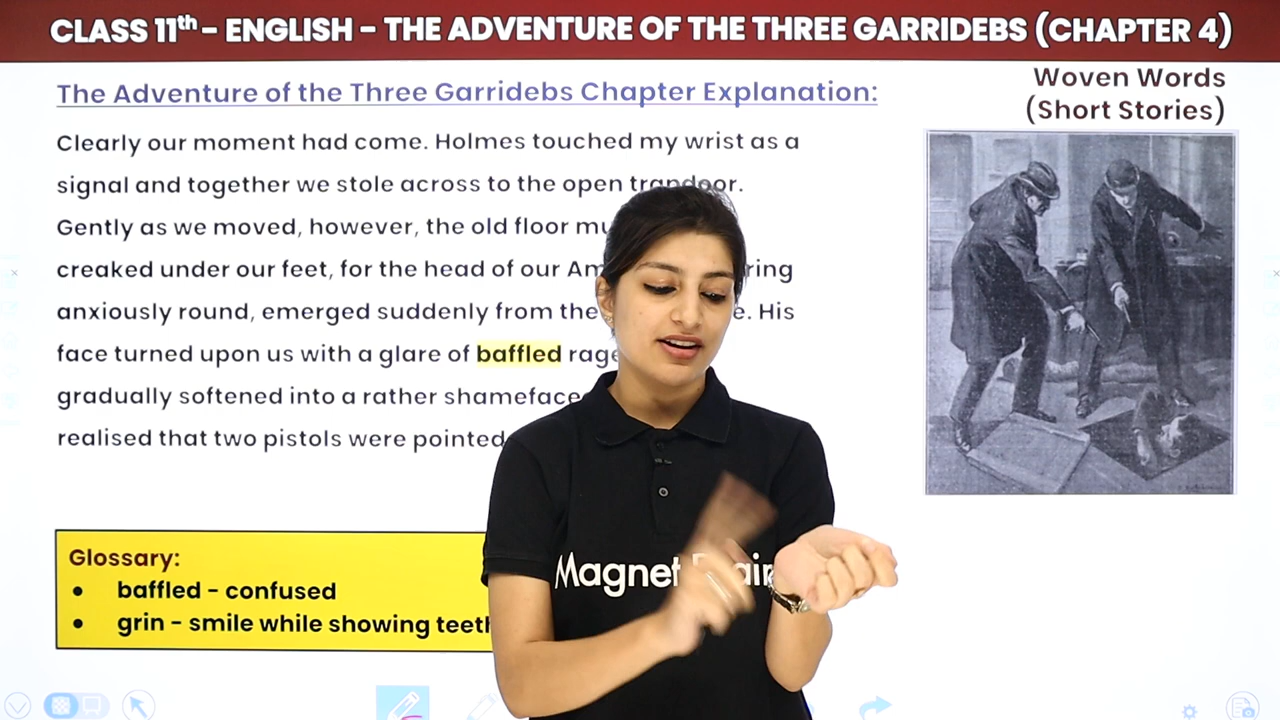 CLASS 11th - ENGLISH - THE ADVENTURE OF THE THREE GARRIDEBS (CHAPTER 4)
The Adventure of the Three Garridebs Chapter Explanation:
Woven Words
(Short Stories)
Clearly our moment had come. Holmes touched my wrist as a
signal and together we stole across to the open trapdoor.
Gently as we moved, however, the old floor
creaked under our feet, for the head of our
anxiously round, emerged suddenly from the His
face turned upon us with a glare of baffled rage
gradually softened into a rather
realised that two pistols were pointed
Glossary:
• baffled - confused
• grin - smile while showing teeth
Magnet